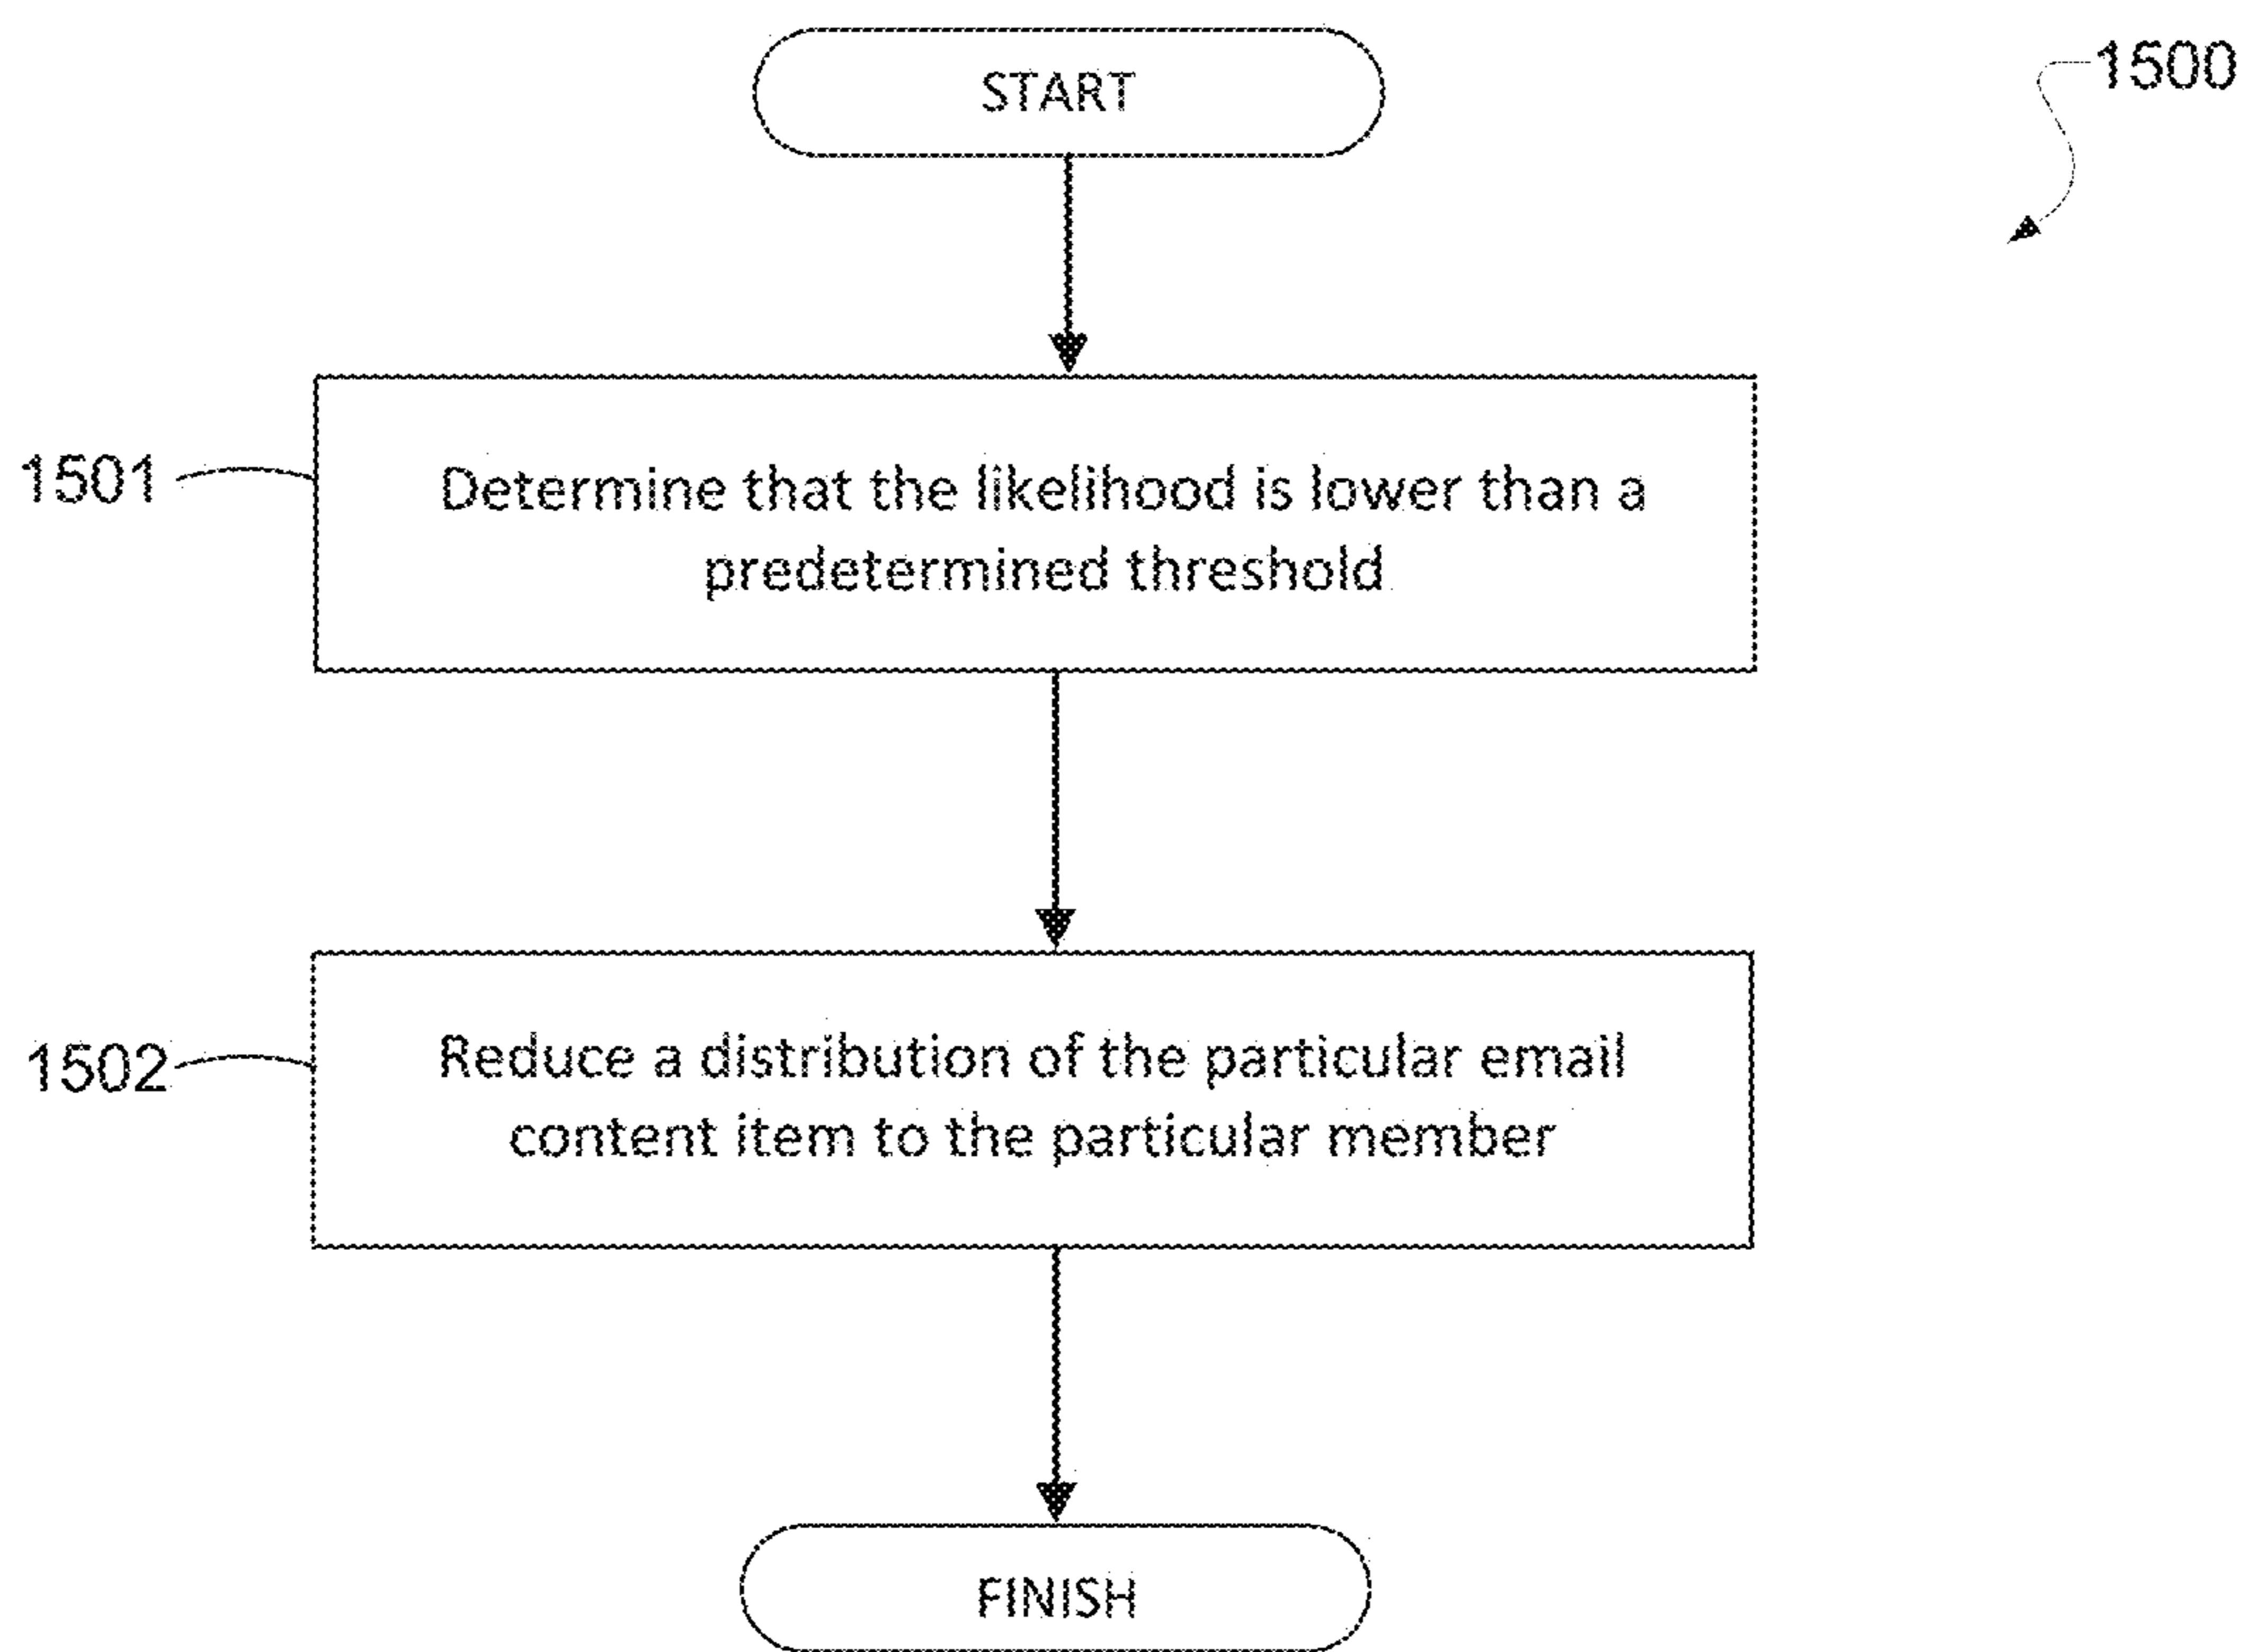 START
1500
1501
Determine that the likelihood is lower than a
predetermined threshold
1502
Reduce a distribution of the particular email
content item to the particular member
FINISH